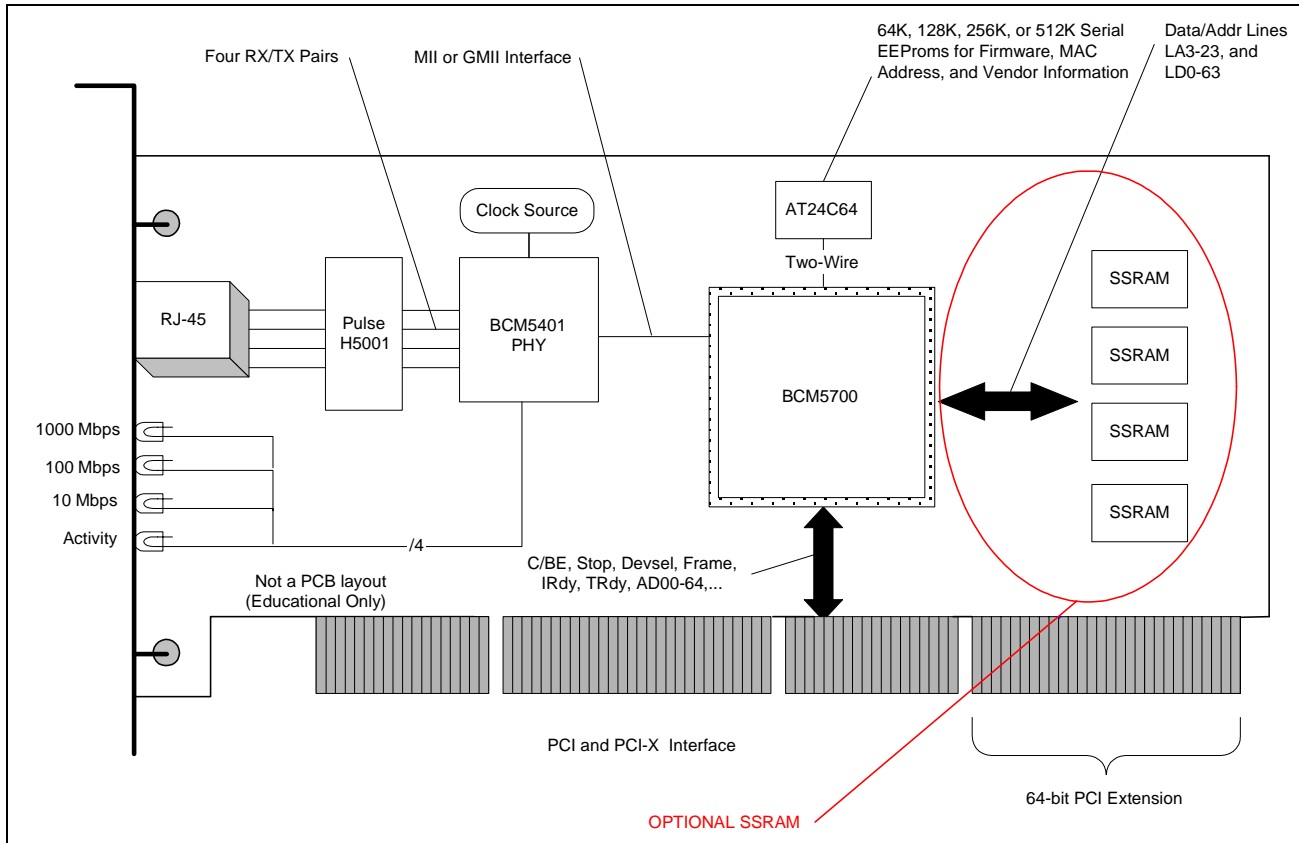 64K, 128K, 256K, or 512K Serial
EEProms for Firmware, MAC
Address, and Vendor Information
Data/Addr Lines
LA3-23, and
LD0-63
Four RX/TX Pairs
MII or GMII Interface
Clock Source
AT24C64
Two-Wire
RJ-45
Pulse
H5001
BCM5401
PHY
BCM5700
SSRAM
SSRAM
SSRAM
SSRAM
1000 Mbps
100 Mbps
10 Mbps
Activity
/4
C/BE, Stop, Devsel, Frame,
IRdy, TRdy, AD00-64,...
Not a PCB layout
(Educational Only)
PCI and PCI-X Interface
64-bit PCI Extension
OPTIONAL SSRAM